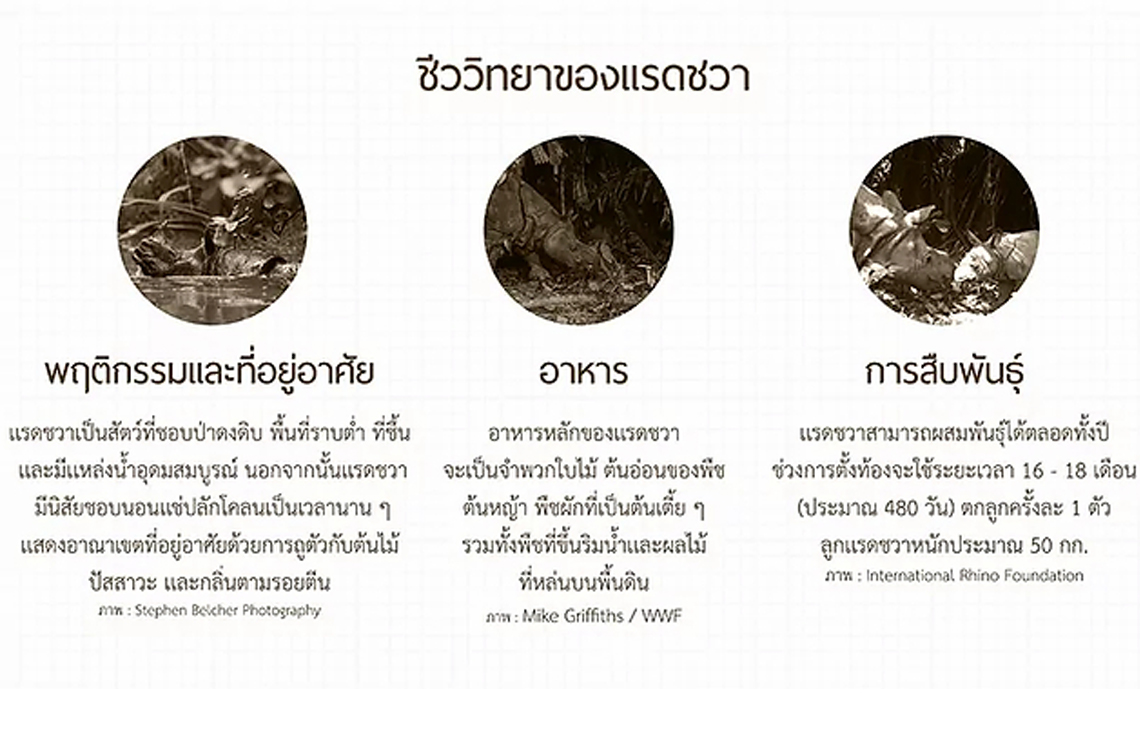 ชีววิทยาของแรดชวา
พฤติกรรมและที่อยู่อาศัย
แรดชวาเป็นสัตว์ที่ชอบป่าดงดิบ พื้นที่ราบต่ำ ที่ชื้น
และมีแหล่งน้ำอุดมสมบูรณ์ นอกจากนั้นแรดชวา
มีนิสัยชอบนอนแช่ปลักโคลนเป็นเวลานาน ๆ
แสดงอาณาเขตที่อยู่อาศัยด้วยการถูตัวกับต้นไม้
ปัสสาวะ และกลิ่นตามรอยตีน
ภาพ : Stephen Belcher Photography
อาหาร
อาหารหลักของแรดชวา
จะเป็นจำพวกใบไม้ ต้นอ่อนของพืช
ต้นหญ้า พืชผักที่เป็นต้นเตี้ย ๆ
รวมทั้งพืชที่ขึ้นริมน้ำและผลไม้
ที่หล่นบนพื้นดิน
ภาพ : Mike Griffiths / WWF
การสืบพันธุ์
แรดชวาสามารถผสมพันธุ์ได้ตลอดทั้งปี
ช่วงการตั้งท้องจะใช้ระยะเวลา 16 - 18 เดือน
(ประมาณ 480 วัน) ตกลูกครั้งละ 1 ตัว
ลูกแรดชวาหนักประมาณ 50 กก.
ภาพ : International Rhino Foundation